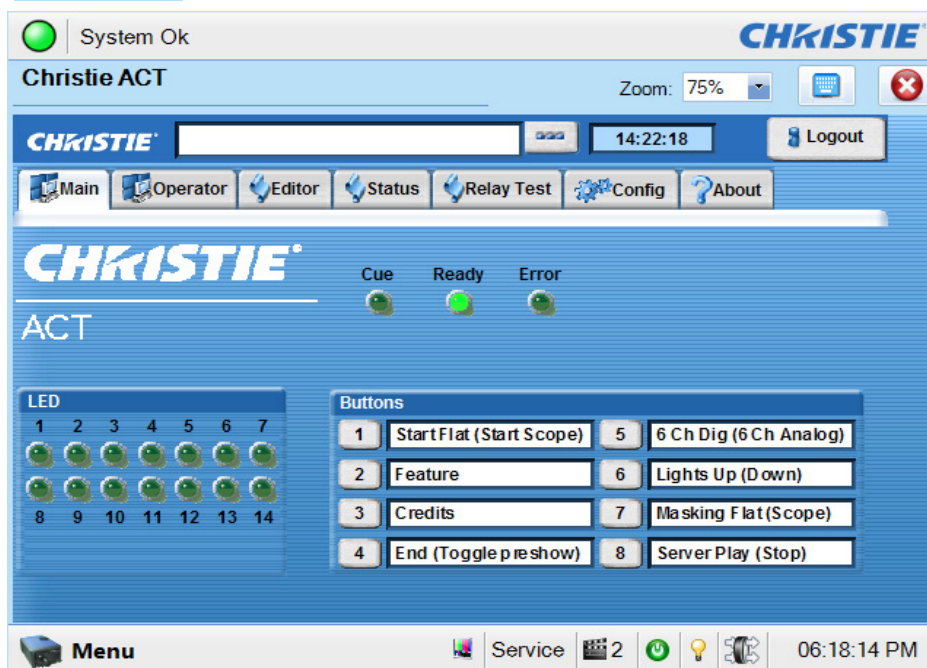 System Ok
CHRISTIE
Christie ACT
Zoom: 75%
CHRISTIE
14:22:18
Logout
Main Operator Editor Status Relay Test Config About
CHRISTIE
ACT
Cue Ready Error
LED
1 2 3 4 5 6 7
8 9 10 11 12 13 14
Buttons
1 Start Flat (Start Scope) 5 6 Ch Dig (6 Ch Analog)
2 Feature 6 Lights Up (Down)
3 Credits 7 Masking Flat (Scope)
4 End (Toggle preshow) 8 Server Play (Stop)
Menu Service 2 06:18:14 PM